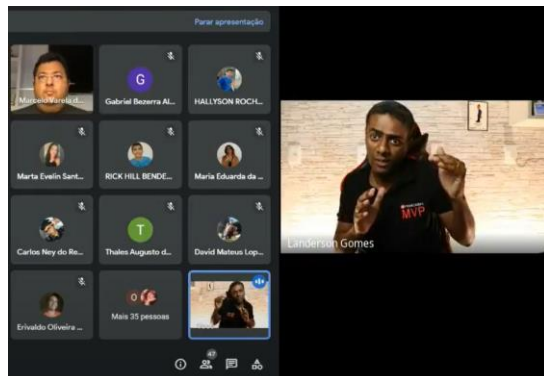 Parar apresentação
Marcelo Varela d...
G
Gabriel Bezerra Al...
HALLYSON ROCH...
Marta Evelin Sant...
RICK HILL BENDE...
Maria Eduarda da ...
Carlos Ney do Re...
T
Thales Augusto d...
David Mateus Lop...
Erivaldo Oliveira ...
O
Mais 35 pessoas
47
MVP
Landerson Gomes